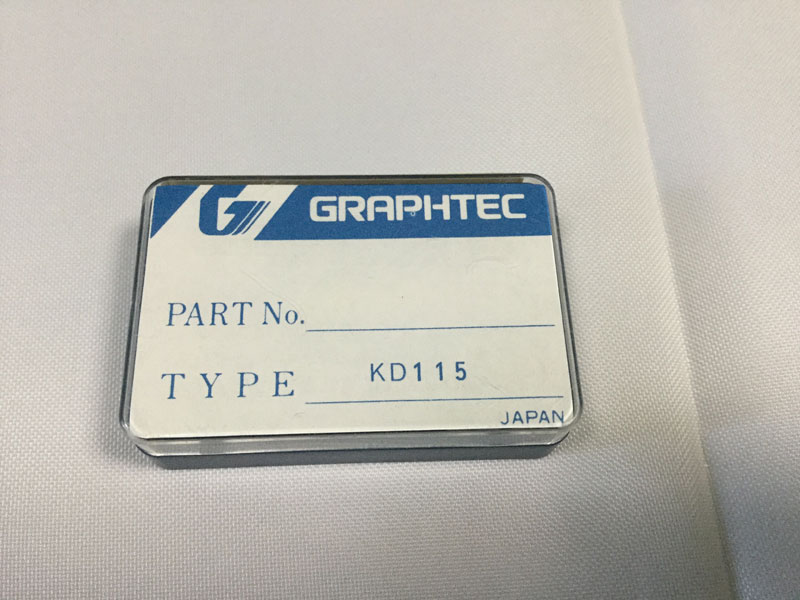 GRAPHTEC
PART No.
TYPE KD115
JAPAN